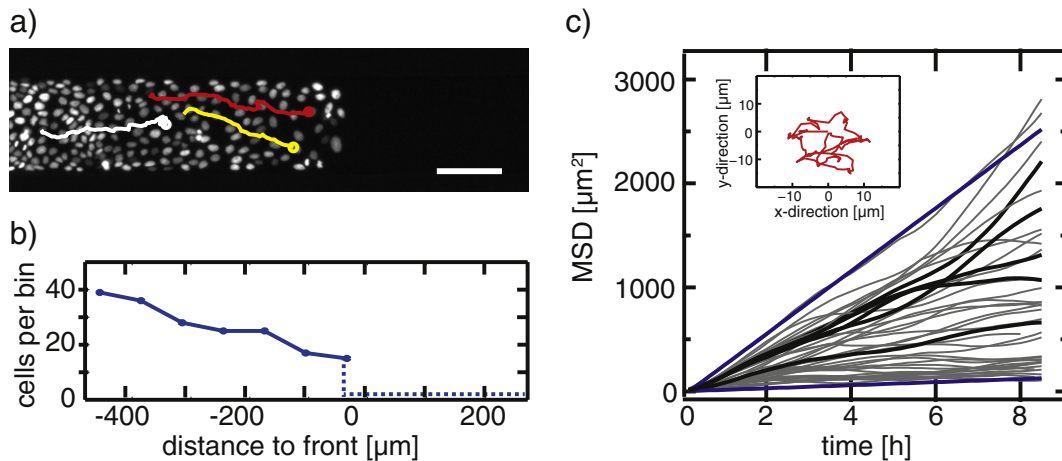 a)
b)
cells per bin
40
20
0
-400
-200
0
200
distance to front [µm]
c)
MSD [µm²]
3000
2000
1000
0
0
2
4
6
8
time [h]
y-direction [µm]
10
0
−10
−10
0
10
x-direction [µm]